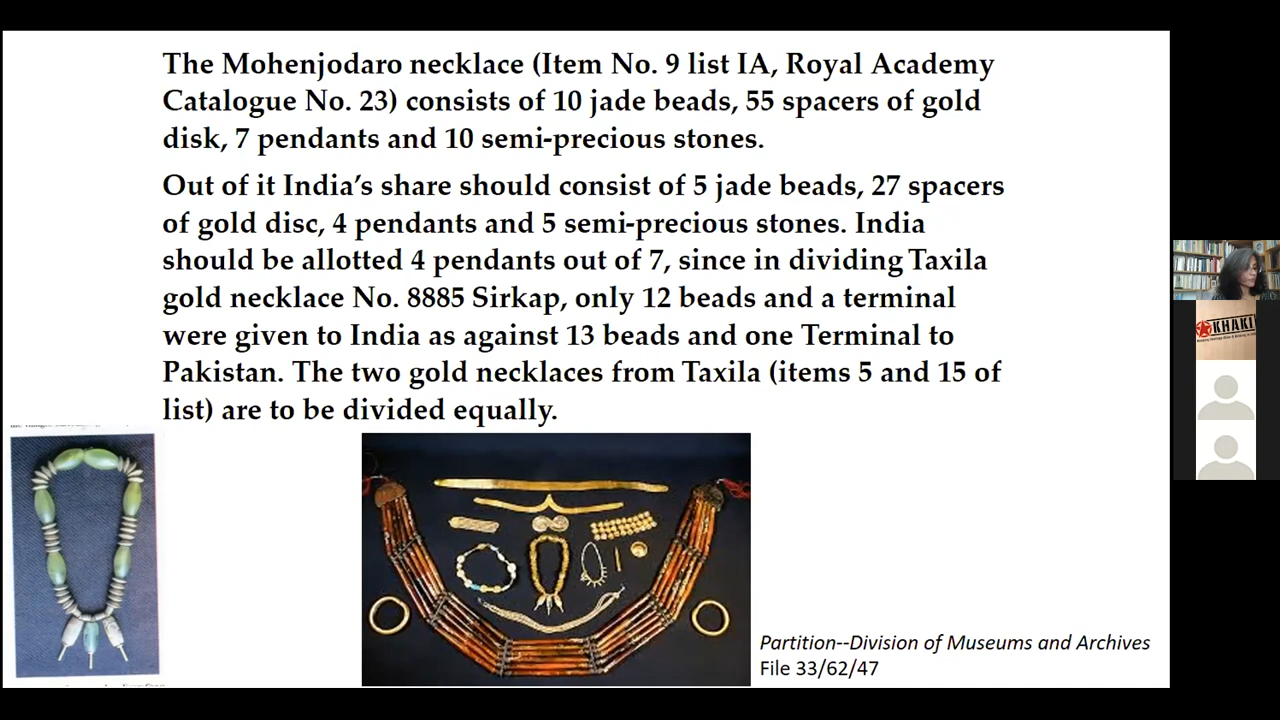 The Mohenjodaro necklace (Item No. 9 list IA, Royal Academy
Catalogue No. 23) consists of 10 jade beads, 55 spacers of gold
disk, 7 pendants and 10 semi-precious stones.
Out of it India’s share should consist of 5 jade beads, 27 spacers
of gold disc, 4 pendants and 5 semi-precious stones. India
should be allotted 4 pendants out of 7, since in dividing Taxila
gold necklace No. 8885 Sirkap, only 12 beads and a terminal
were given to India as against 13 beads and one Terminal to
Pakistan. The two gold necklaces from Taxila (items 5 and 15 of
list) are to be divided equally.
Partition--Division of Museums and Archives
File 33/62/47
KHAKI